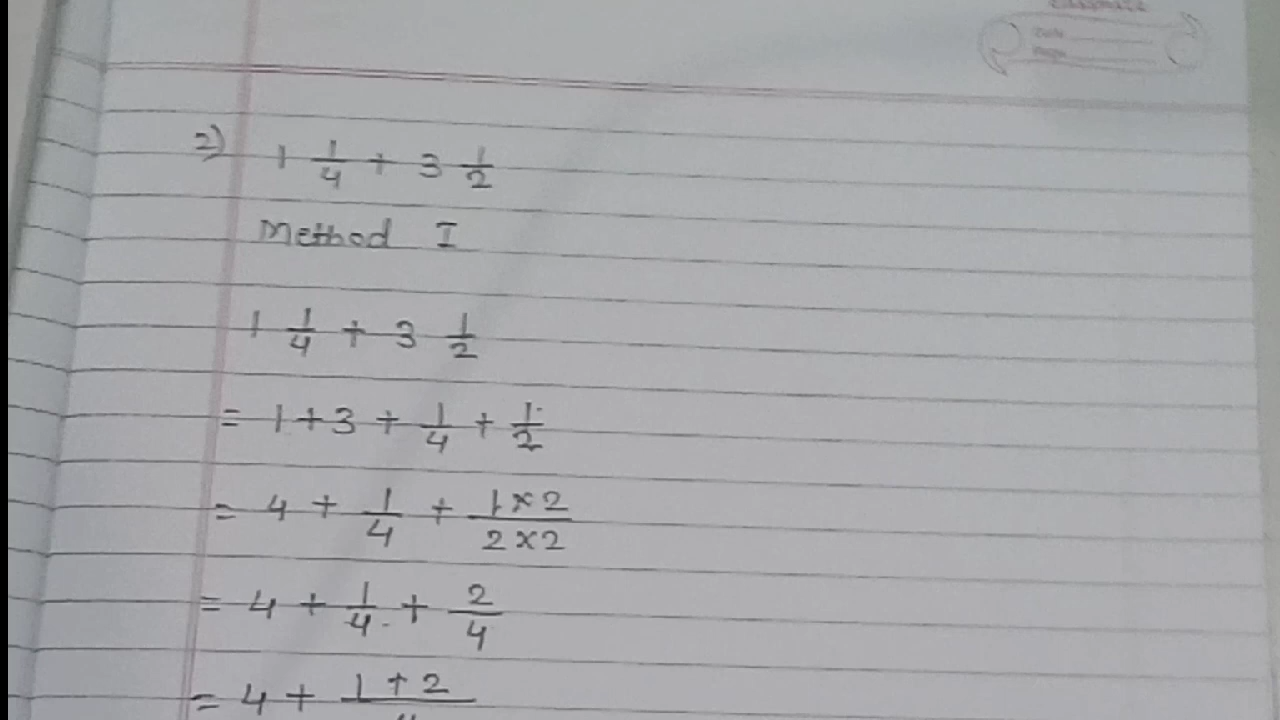 2) 1 1/4 + 3 1/2
Method I
1 1/4 + 3 1/2
= 1 + 3 + 1/4 + 1/2
= 4 + 1/4 + 1×2/2×2
= 4 + 1/4 + 2/4
= 4 + 1+2/4